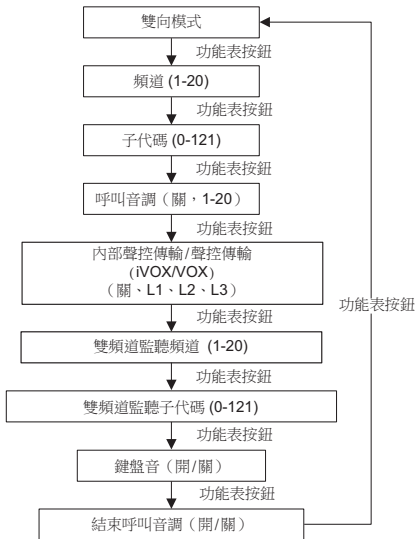 雙向模式
功能表按鈕
頻道 (1-20)
功能表按鈕
子代碼 (0-121)
功能表按鈕
呼叫音調（關，1-20）
功能表按鈕
內部聲控傳輸/聲控傳輸
（iVOX/VOX）
（關、L1、L2、L3）
功能表按鈕
功能表按鈕
雙頻道監聽頻道 (1-20)
功能表按鈕
雙頻道監聽子代碼 (0-121)
功能表按鈕
鍵盤音（開/關）
功能表按鈕
結束呼叫音調（開/關）